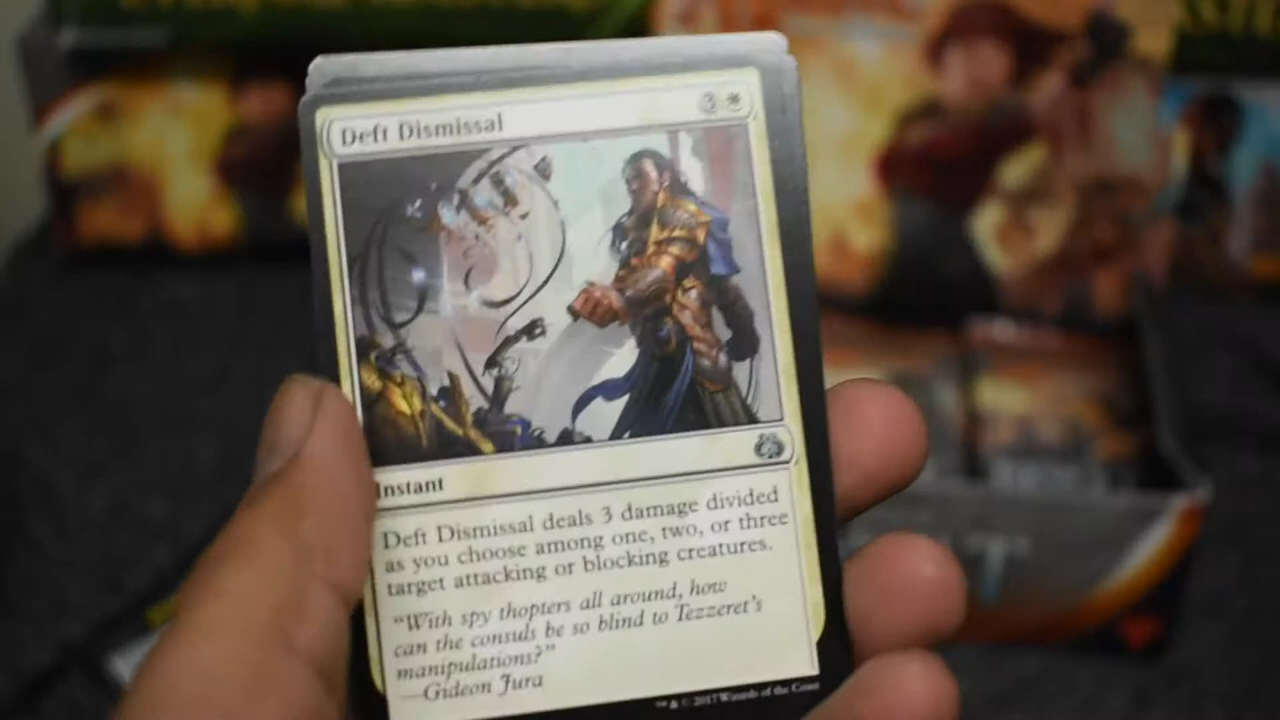 Deft Dismissal 3
Instant
Deft Dismissal deals 3 damage divided
as you choose among one, two, or three
target attacking or blocking creatures.
"With spy thopters all around, how
can the consuls be so blind to Tezzeret's
manipulations?"
—Gideon Jura
™ & © 2017 Wizards of the Coast